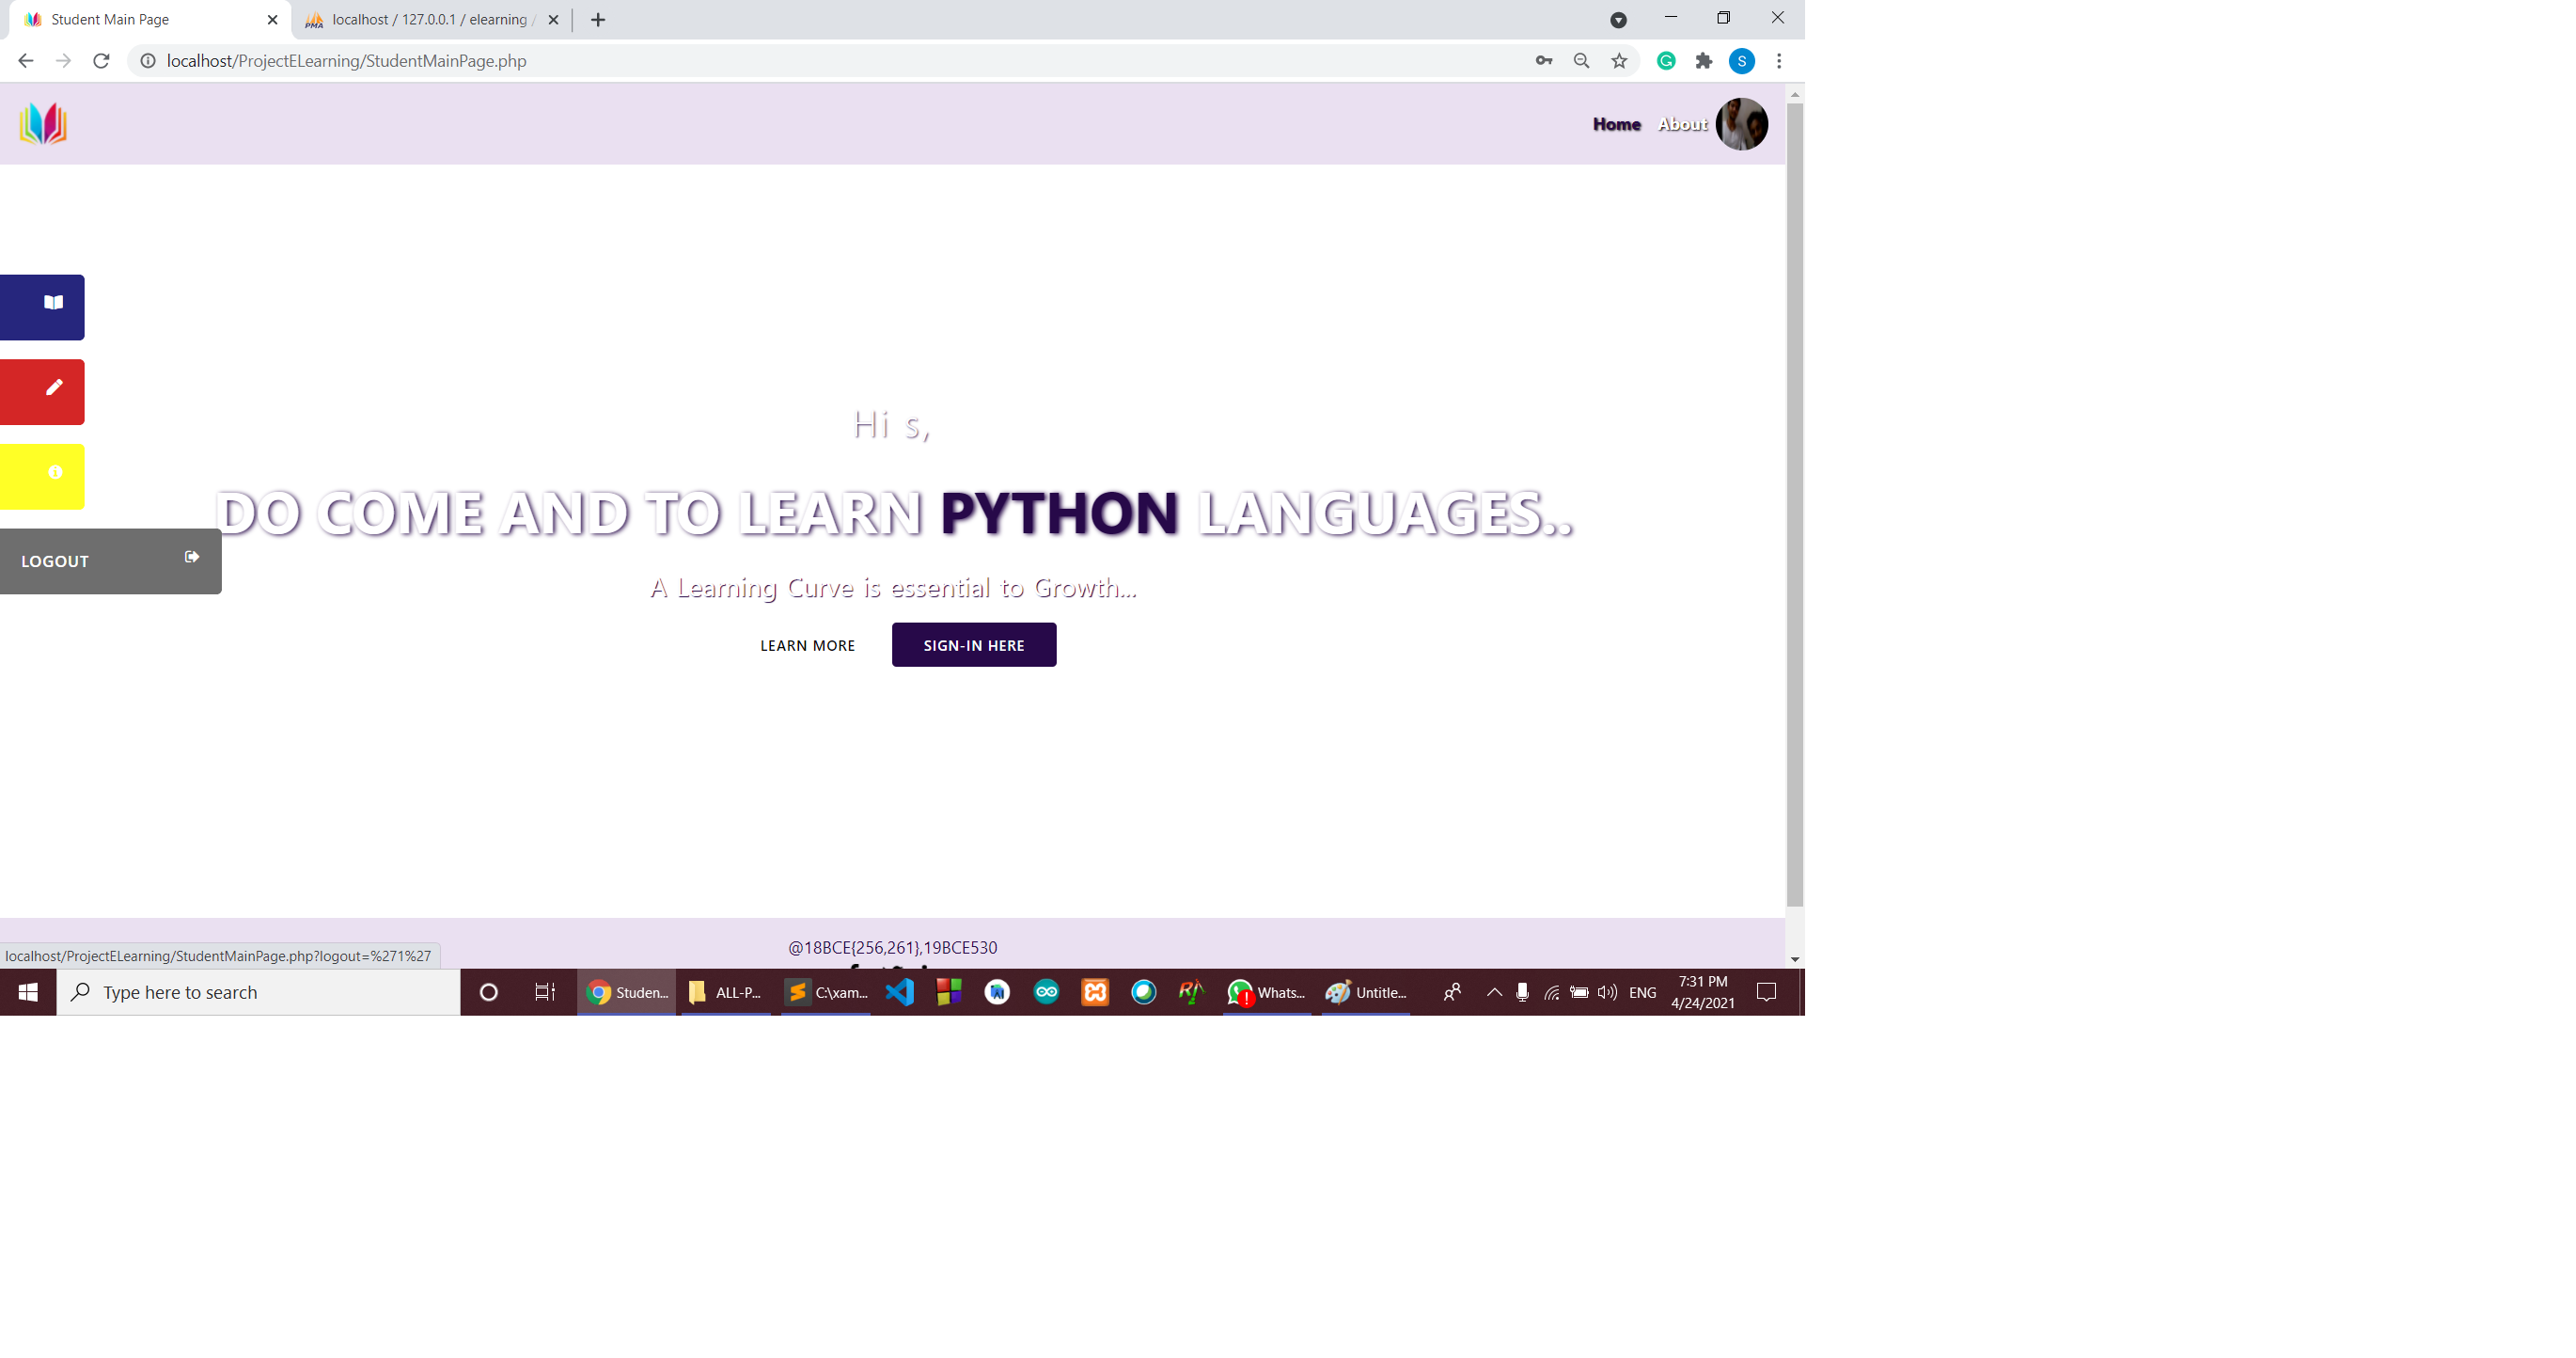 Student Main Page
localhost / 127.0.0.1 / elearning /
localhost/ProjectELearning/StudentMainPage.php
S
Home About
Hi s,
DO COME AND TO LEARN PYTHON LANGUAGES..
LOGOUT
A Learning Curve is essential to Growth...
LEARN MORE SIGN-IN HERE
@18BCE{256,261},19BCE530
localhost/ProjectELearning/StudentMainPage.php?logout=%271%27
Type here to search
Studen...
ALL-P...
C:\xam...
Whats...
Untitle...
ENG
7:31 PM
4/24/2021